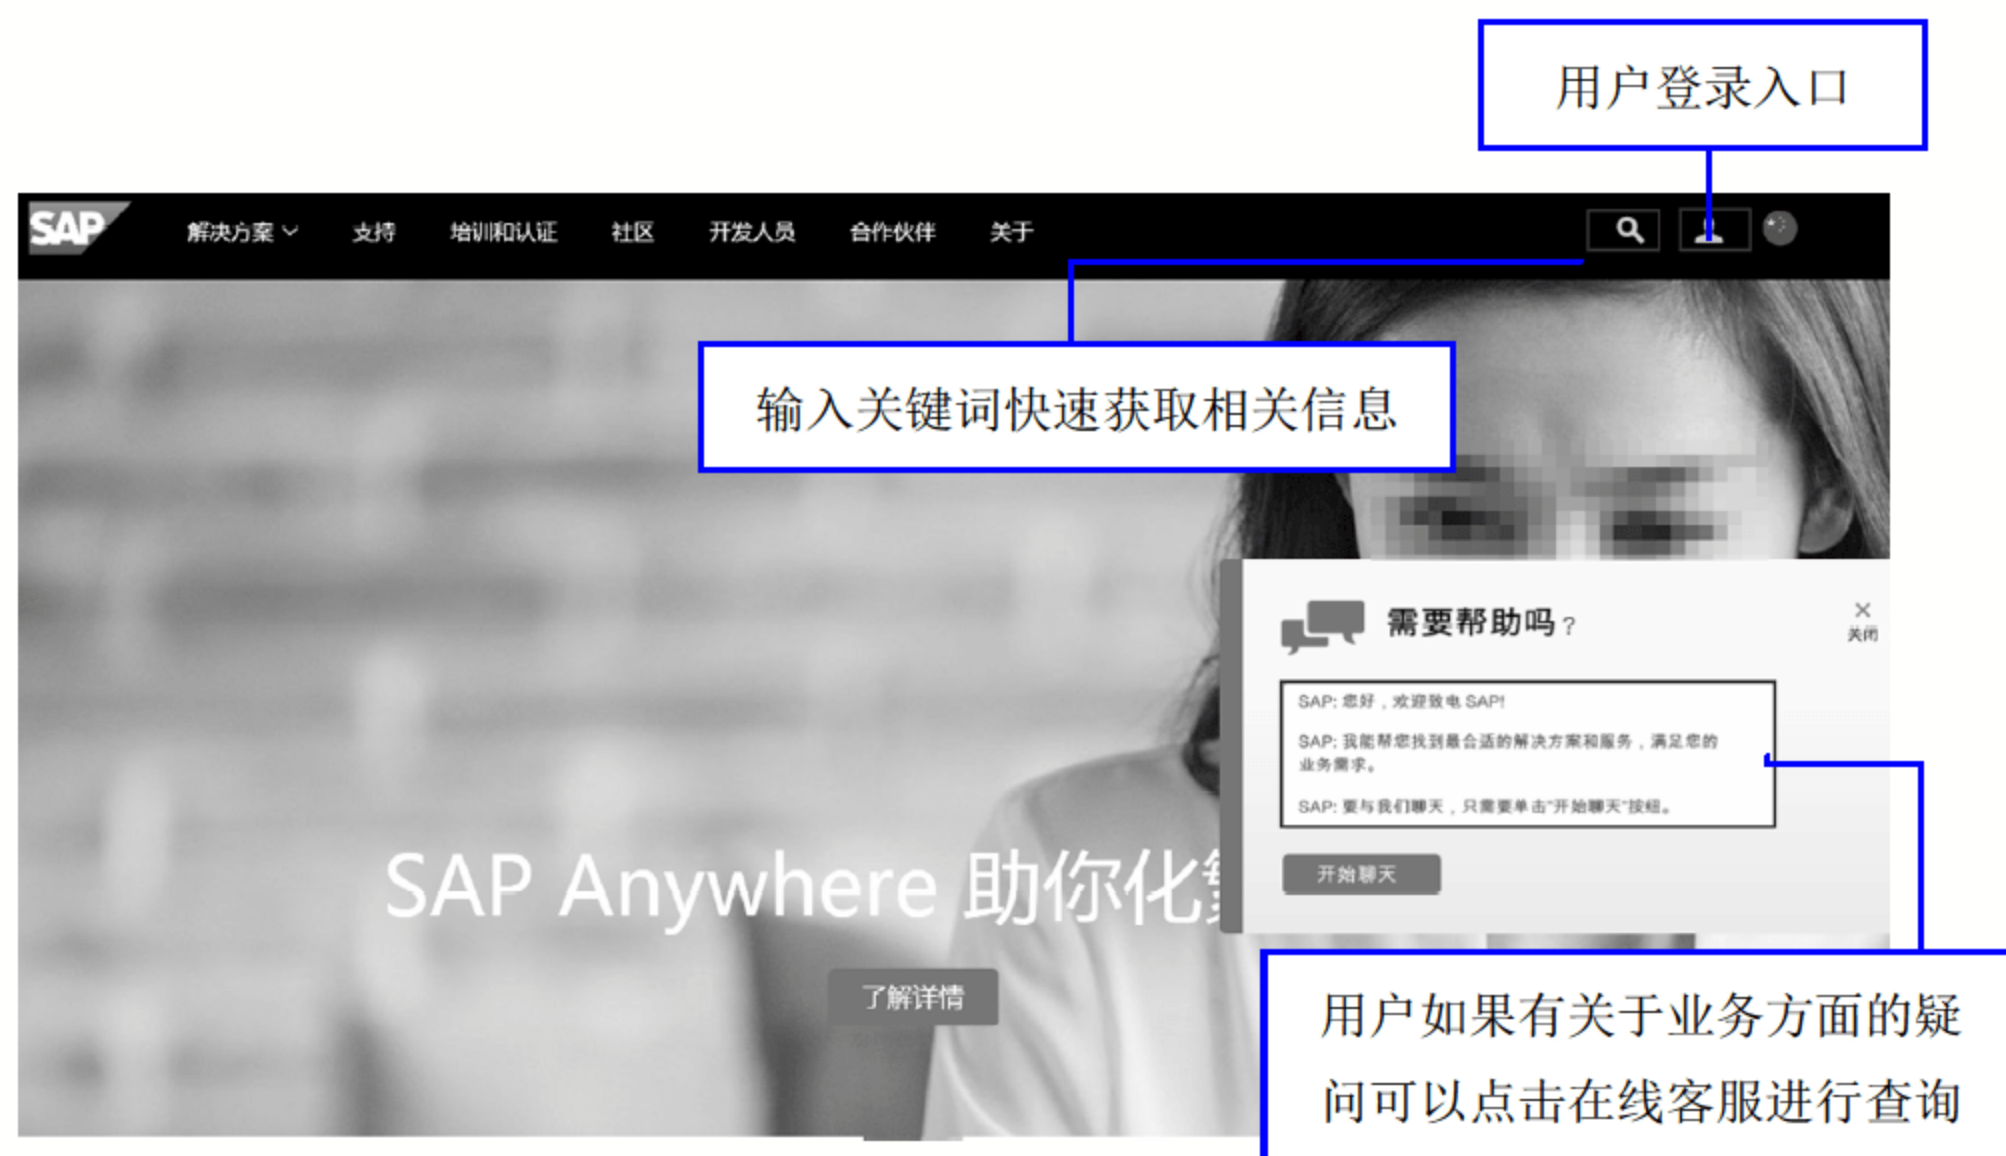 用户登录入口
SAP
解决方案 支持 培训和认证 社区 开发人员 合作伙伴 关于
输入关键词快速获取相关信息
需要帮助吗?
×
关闭
SAP: 您好，欢迎致电 SAP!
SAP: 我能帮您找到最合适的解决方案和服务，满足您的
业务需求。
SAP: 要与我们聊天，只需要单击"开始聊天"按纽。
开始聊天
SAP Anywhere 助你化
了解详情
用户如果有关于业务方面的疑
问可以点击在线客服进行查询